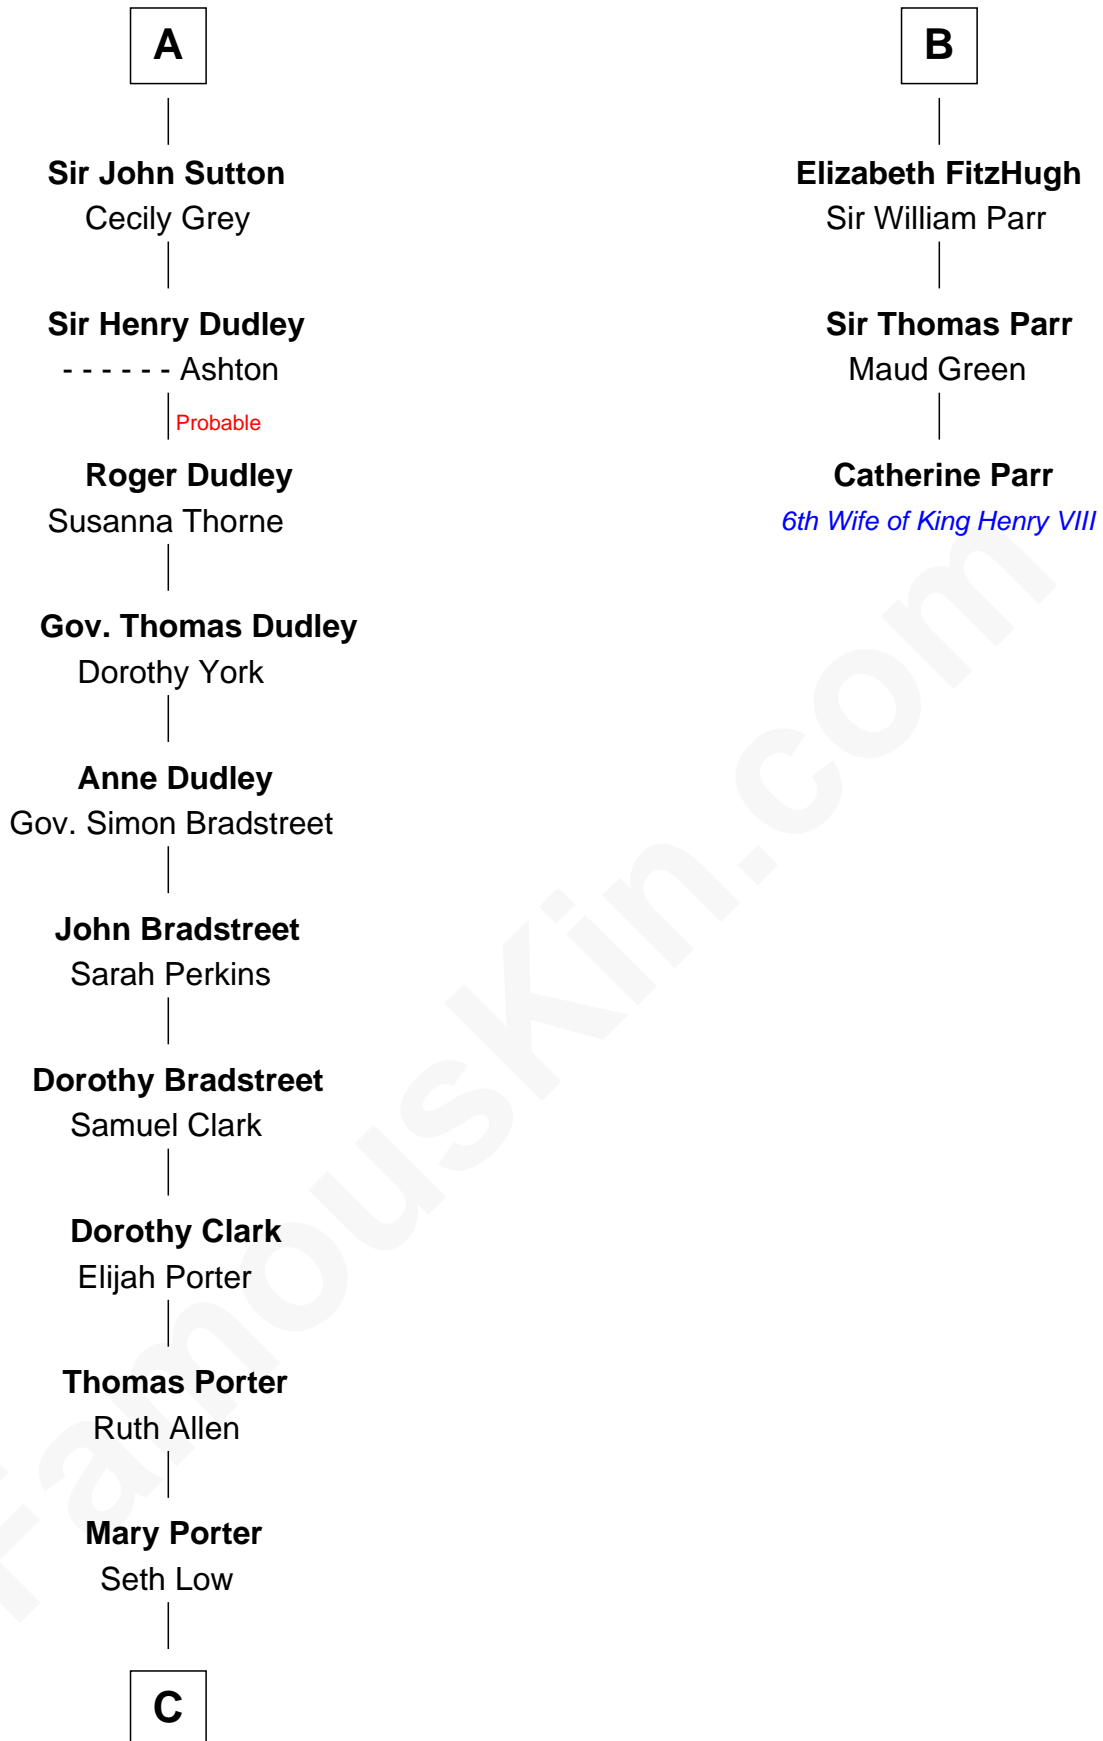 A
Sir John Sutton
Cecily Grey
Sir Henry Dudley
- - - - - - Ashton
Probable
Roger Dudley
Susanna Thorne
Gov. Thomas Dudley
Dorothy York
Anne Dudley
Gov. Simon Bradstreet
John Bradstreet
Sarah Perkins
Dorothy Bradstreet
Samuel Clark
Dorothy Clark
Elijah Porter
Thomas Porter
Ruth Allen
Mary Porter
Seth Low
C
B
Elizabeth FitzHugh
Sir William Parr
Sir Thomas Parr
Maud Green
Catherine Parr
6th Wife of King Henry VIII
FamousKin.com